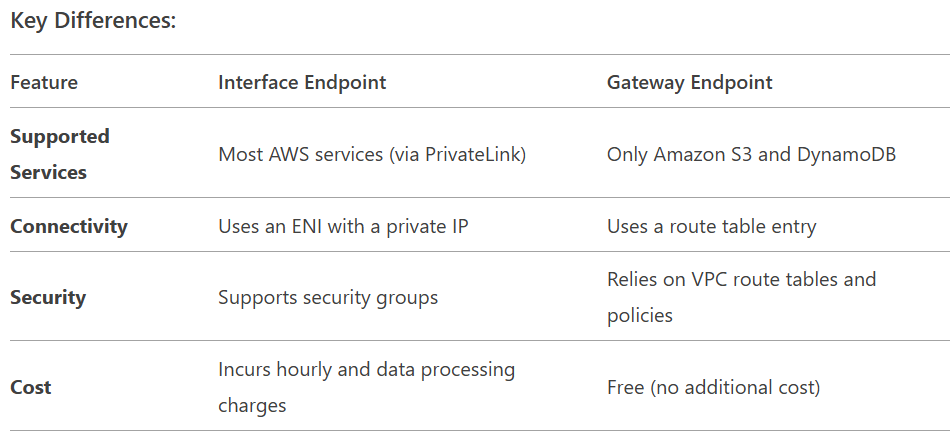 Key Differences:
Feature Interface Endpoint Gateway Endpoint
Supported
Services
Most AWS services (via PrivateLink) Only Amazon S3 and DynamoDB
Connectivity Uses an ENI with a private IP Uses a route table entry
Security Supports security groups
Relies on VPC route tables and
policies
Cost
Incurs hourly and data processing
charges
Free (no additional cost)